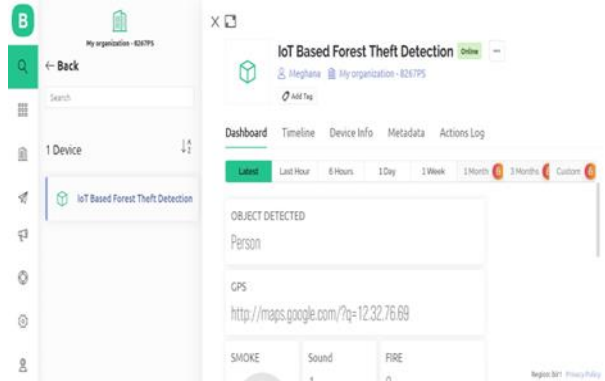 B
My organization - 8267PS
← Back
Search
1 Device
IoT Based Forest Theft Detection
IoT Based Forest Theft Detection
Online
Meghana My organization - 8267PS
Add Tag
Dashboard Timeline Device Info Metadata Actions Log
Latest Last Hour 6 Hours 1 Day 1 Week 1 Month 3 Months Custom
OBJECT DETECTED
Person
GPS
http://maps.google.com/?q=12.32,76.69
SMOKE Sound FIRE
Region: blr1 Privacy Policy